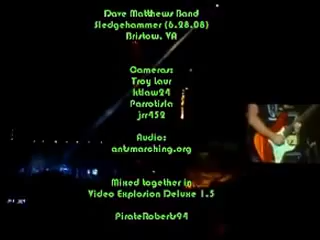 Dave Matthews Band
Sledgehammer (6.28.08)
Bristow, VA
Cameras:
Troy Laur
ktlaw24
Parrotisla
jrr452
Audio:
antsmarching.org
Mixed together in
Video Explosion Deluxe 1.5
PirateRoberts94